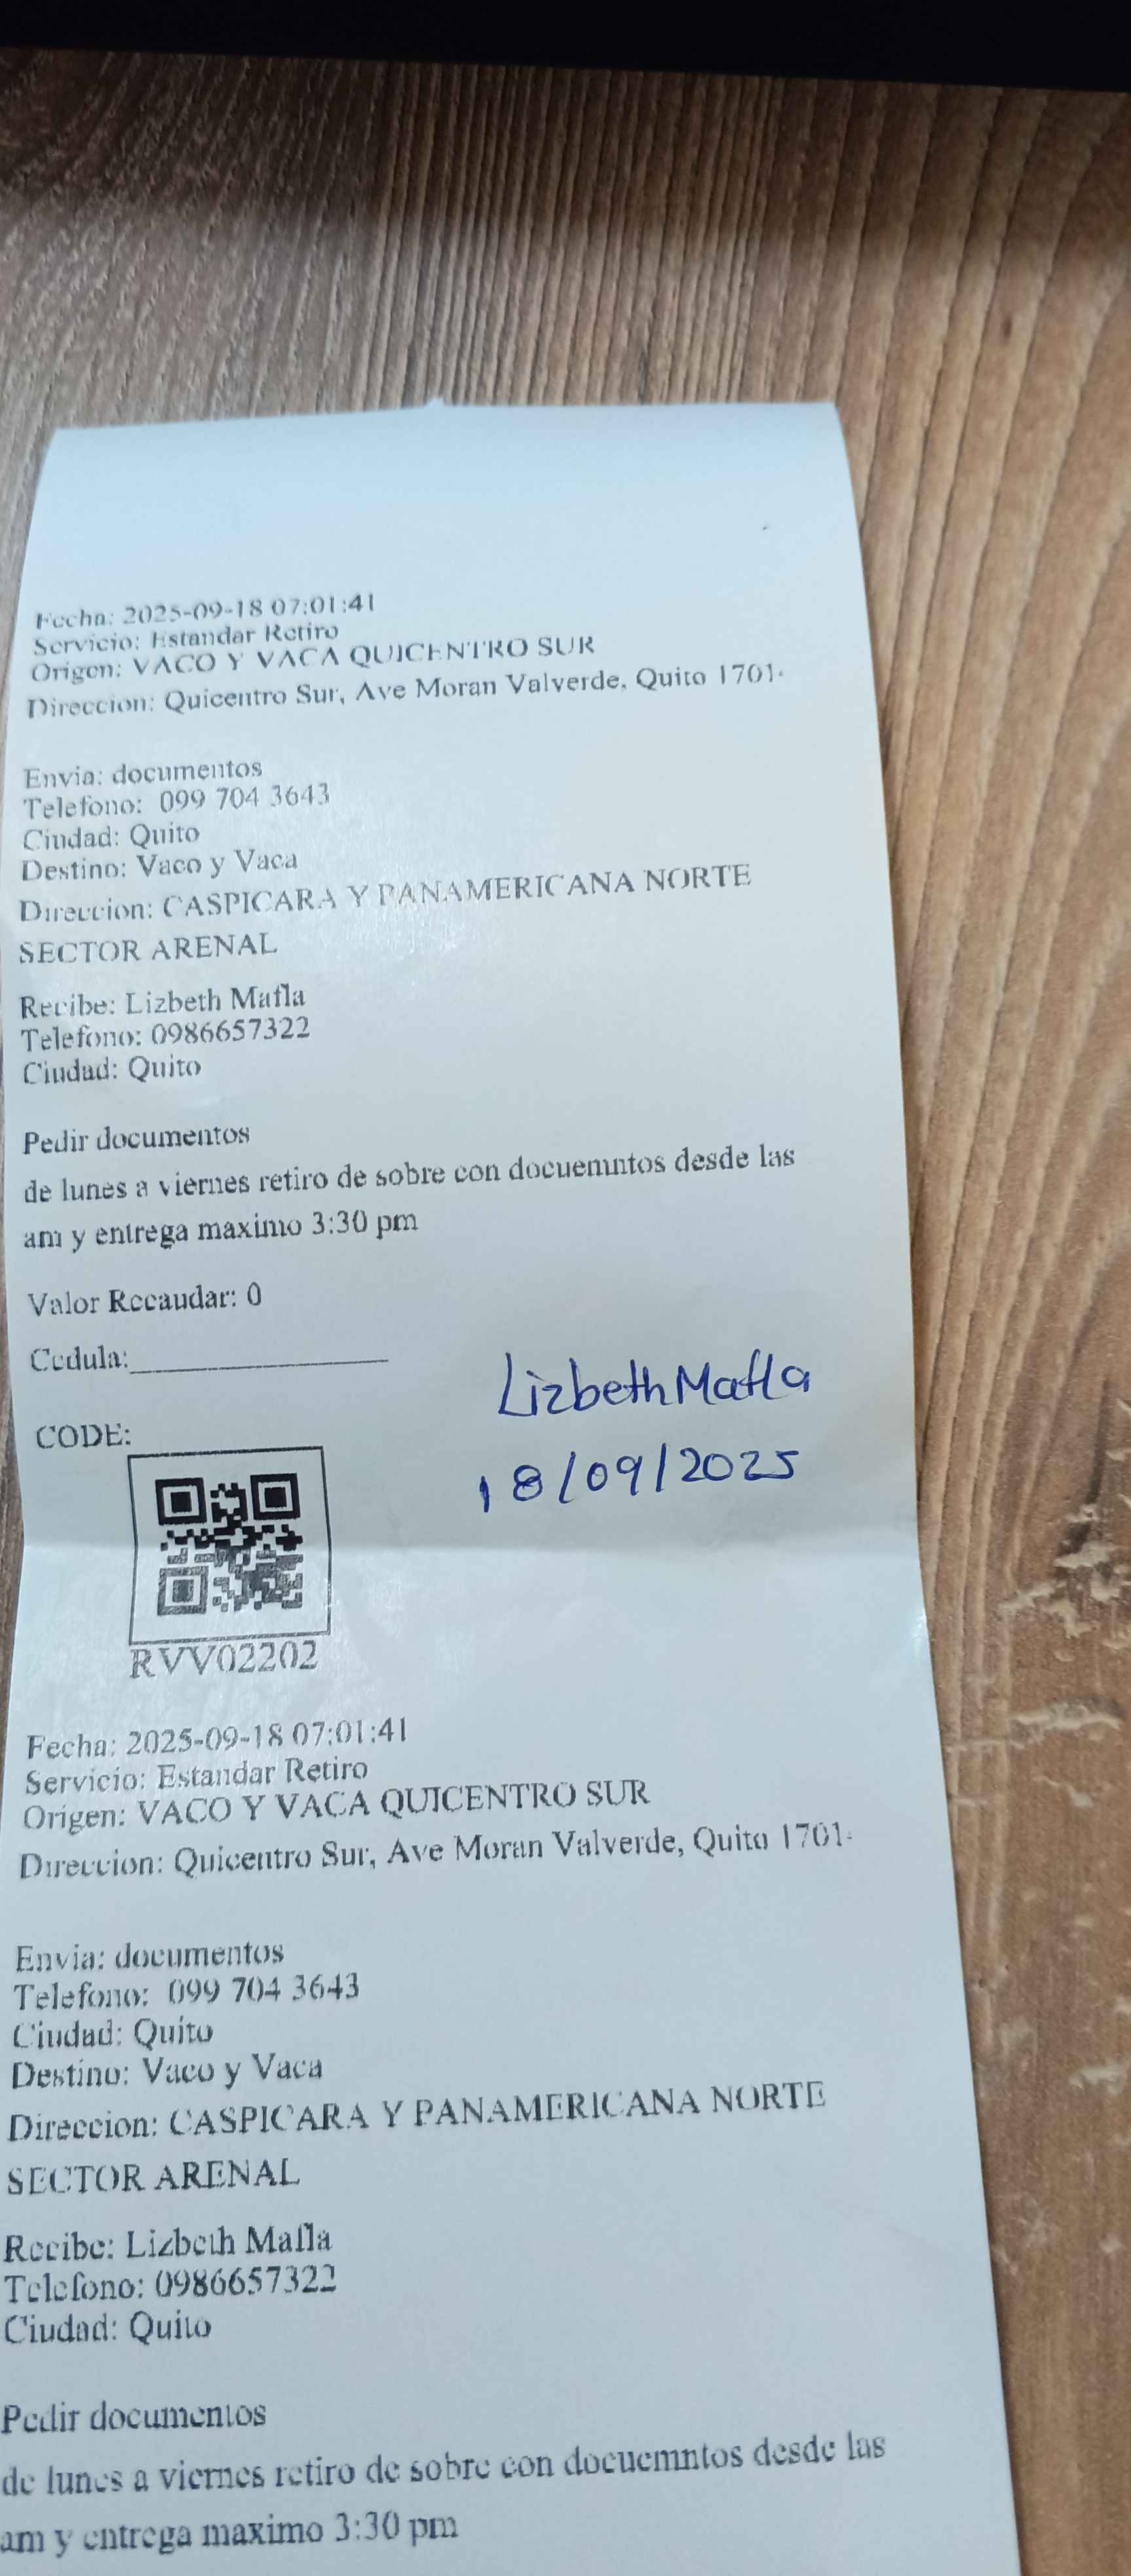 Fecha: 2025-09-18 07:01:41
Servicio: Estandar Retiro
Origen: VACO Y VACA QUICENTRO SUR
Direccion: Quicentro Sur, Ave Moran Valverde, Quito 1701
Envia: documentos
Telefono: 099 704 3643
Ciudad: Quito
Destino: Vaco y Vaca
Direccion: CASPICARA Y PANAMERICANA NORTE
SECTOR ARENAL
Recibe: Lizbeth Mafla
Telefono: 0986657322
Ciudad: Quito
Pedir documentos
de lunes a viernes retiro de sobre con docuemntos desde las
am y entrega maximo 3:30 pm
Valor Recaudar: 0
Cedula:_______________
Lizbeth Mafla
18/09/2025
CODE:
RVV02202
Fecha: 2025-09-18 07:01:41
Servicio: Estandar Retiro
Origen: VACO Y VACA QUICENTRO SUR
Direccion: Quicentro Sur, Ave Moran Valverde, Quito 1701
Envia: documentos
Telefono: 099 704 3643
Ciudad: Quito
Destino: Vaco y Vaca
Direccion: CASPICARA Y PANAMERICANA NORTE
SECTOR ARENAL
Recibe: Lizbeth Mafla
Telefono: 0986657322
Ciudad: Quito
Pedir documentos
de lunes a viernes retiro de sobre con docuemntos desde las
am y entrega maximo 3:30 pm